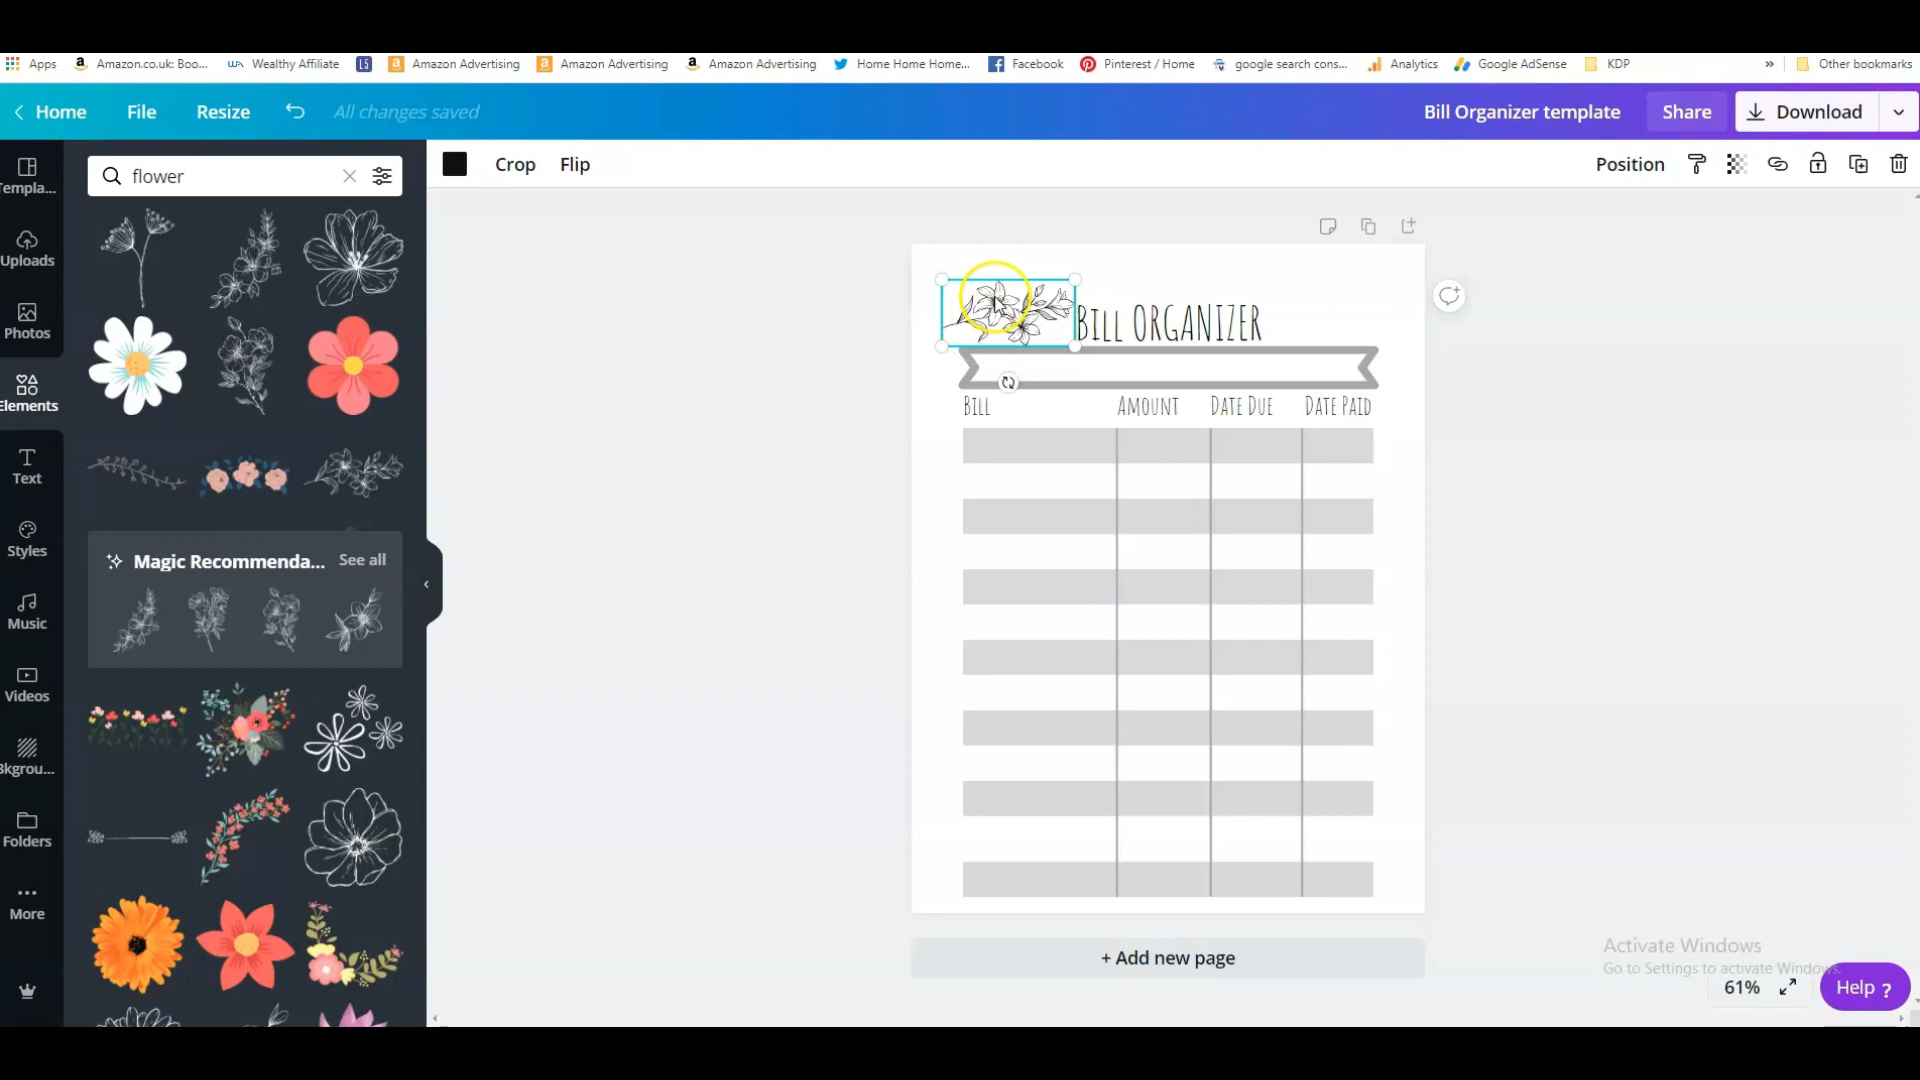 Apps Amazon.co.uk: Boo... Wealthy Affiliate L5 Amazon Advertising Amazon Advertising Amazon Advertising Home Home Home... Facebook Pinterest / Home google search cons... Analytics Google AdSense KDP » Other bookmarks
Home File Resize All changes saved Bill Organizer template Share Download
flower
Crop Flip Position
Templa...
Uploads
Photos
Elements
Text
Styles
Music
Videos
Bkgrou...
Folders
More
Magic Recommenda... See all
BILL ORGANIZER
BILL AMOUNT DATE DUE DATE PAID
+ Add new page
Activate Windows
Go to Settings to activate Windows.
61% Help ?